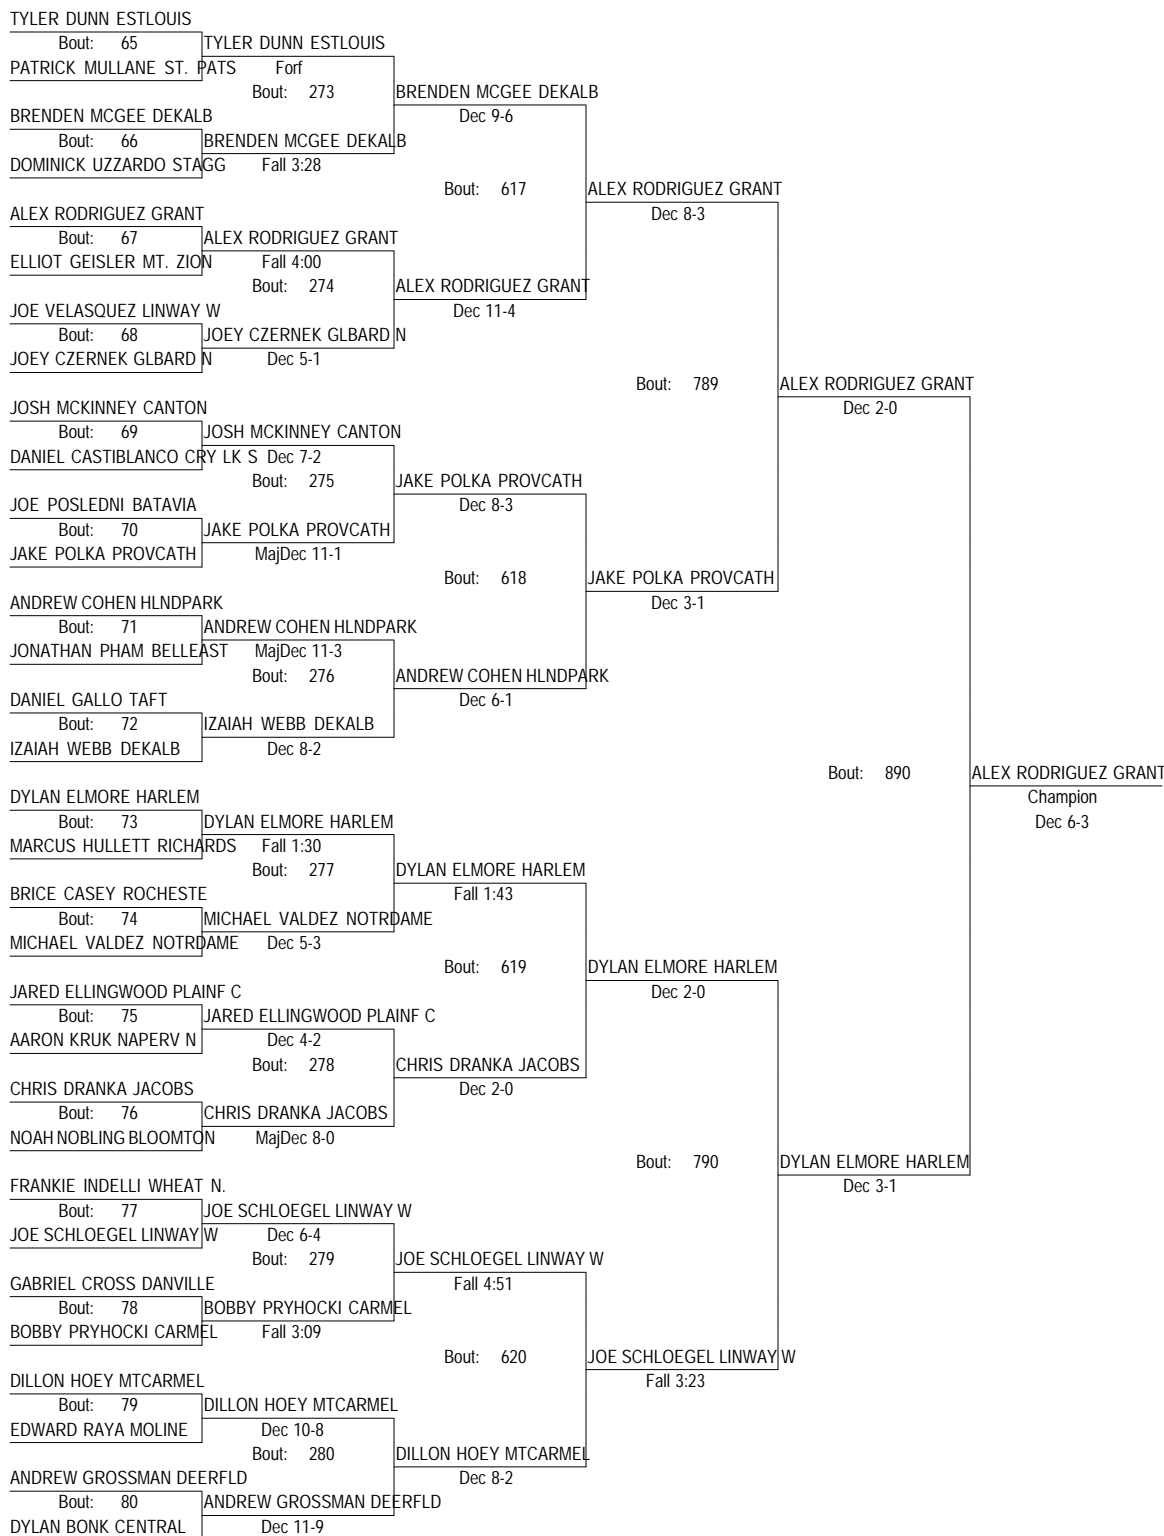 TYLER DUNN ESTLOUIS
Bout: 65 TYLER DUNN ESTLOUIS
PATRICK MULLANE ST. PATS Forf
Bout: 273 BRENDEN MCGEE DEKALB
BRENDEN MCGEE DEKALB Dec 9-6
Bout: 66 BRENDEN MCGEE DEKALB
DOMINICK UZZARDO STAGG Fall 3:28
Bout: 617 ALEX RODRIGUEZ GRANT
ALEX RODRIGUEZ GRANT Dec 8-3
Bout: 67 ALEX RODRIGUEZ GRANT
ELLIOT GEISLER MT. ZION Fall 4:00
Bout: 274 ALEX RODRIGUEZ GRANT
JOE VELASQUEZ LINWAY W Dec 11-4
Bout: 68 JOEY CZERNEK GLBARD N
JOEY CZERNEK GLBARD N Dec 5-1
Bout: 789 ALEX RODRIGUEZ GRANT
JOSH MCKINNEY CANTON Dec 2-0
Bout: 69 JOSH MCKINNEY CANTON
DANIEL CASTIBLANCO CRY LK S Dec 7-2
Bout: 275 JAKE POLKA PROVCATH
JOE POSLEDNI BATAVIA Dec 8-3
Bout: 70 JAKE POLKA PROVCATH
JAKE POLKA PROVCATH MajDec 11-1
Bout: 618 JAKE POLKA PROVCATH
ANDREW COHEN HLNDPARK Dec 3-1
Bout: 71 ANDREW COHEN HLNDPARK
JONATHAN PHAM BELLEAST MajDec 11-3
Bout: 276 ANDREW COHEN HLNDPARK
DANIEL GALLO TAFT Dec 6-1
Bout: 72 IZAIAH WEBB DEKALB
IZAIAH WEBB DEKALB Dec 8-2
Bout: 890 ALEX RODRIGUEZ GRANT
DYLAN ELMORE HARLEM Champion
Bout: 73 DYLAN ELMORE HARLEM Dec 6-3
MARCUS HULLETT RICHARDS Fall 1:30
Bout: 277 DYLAN ELMORE HARLEM
BRICE CASEY ROCHESTE Fall 1:43
Bout: 74 MICHAEL VALDEZ NOTRDAME
MICHAEL VALDEZ NOTRDAME Dec 5-3
Bout: 619 DYLAN ELMORE HARLEM
JARED ELLINGWOOD PLAINF C Dec 2-0
Bout: 75 JARED ELLINGWOOD PLAINF C
AARON KRUK NAPERV N Dec 4-2
Bout: 278 CHRIS DRANKA JACOBS
CHRIS DRANKA JACOBS Dec 2-0
Bout: 76 CHRIS DRANKA JACOBS
NOAH NOBLING BLOOMTON MajDec 8-0
Bout: 790 DYLAN ELMORE HARLEM
FRANKIE INDELLI WHEAT N. Dec 3-1
Bout: 77 JOE SCHLOEGEL LINWAY W
JOE SCHLOEGEL LINWAY W Dec 6-4
Bout: 279 JOE SCHLOEGEL LINWAY W
GABRIEL CROSS DANVILLE Fall 4:51
Bout: 78 BOBBY PRYHOCKI CARMEL
BOBBY PRYHOCKI CARMEL Fall 3:09
Bout: 620 JOE SCHLOEGEL LINWAY W
DILLON HOEY MTCARMEL Fall 3:23
Bout: 79 DILLON HOEY MTCARMEL
EDWARD RAYA MOLINE Dec 10-8
Bout: 280 DILLON HOEY MTCARMEL
ANDREW GROSSMAN DEERFLD Dec 8-2
Bout: 80 ANDREW GROSSMAN DEERFLD
DYLAN BONK CENTRAL Dec 11-9